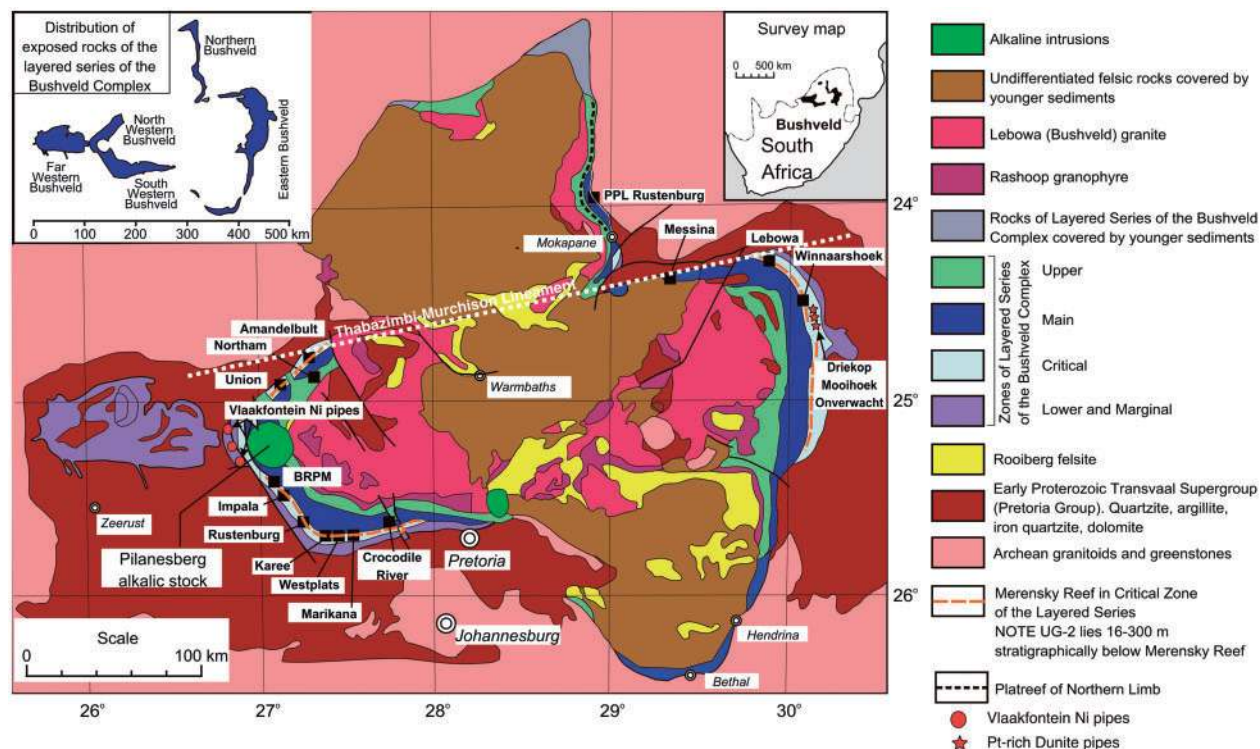 Distribution of
exposed rocks of the
layered series of the
Bushveld Complex
Northern
Bushveld
North
Western
Bushveld
Far
Western
Bushveld
South Western
Bushveld
Eastern Bushveld
0 100 200 300 400 500 km
Survey map
0 500 km
Bushveld
South
Africa
PPL Rustenburg
Mokapane
Messina
Lebowa
Winnaarshoek
Thabazimbi-Murchison Lineament
Amandelbult
Northam
Union
Vlaakfontein Ni pipes
Warmbaths
Driekop
Mooihoek
Onverwacht
BRPM
Impala
Zeerust
Rustenburg
Pilanesberg
alkalic stock
Karee
Westplats
Marikana
Crocodile
River
Pretoria
Johannesburg
Hendrina
Bethal
Scale
0 100 km
24°
25°
26°
26° 27° 28° 29° 30°
Alkaline intrusions
Undifferentiated felsic rocks covered by
younger sediments
Lebowa (Bushveld) granite
Rashoop granophyre
Rocks of Layered Series of the Bushveld
Complex covered by younger sediments
Zones of Layered Series
of the Bushveld Complex
Upper
Main
Critical
Lower and Marginal
Rooiberg felsite
Early Proterozoic Transvaal Supergroup
(Pretoria Group). Quartzite, argillite,
iron quartzite, dolomite
Archean granitoids and greenstones
Merensky Reef in Critical Zone
of the Layered Series
NOTE UG-2 lies 16-300 m
stratigraphically below Merensky Reef
Platreef of Northern Limb
Vlaakfontein Ni pipes
Pt-rich Dunite pipes